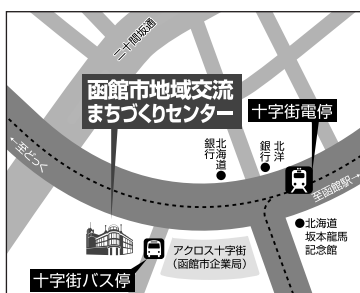 二十間坂通
函館市地域交流
まちづくりセンター
十字街電停
北海道
銀行
北洋
銀行
←至どっく
至函館駅→
北海道
坂本龍馬
記念館
アクロス十字街
(函館市企業局)
十字街バス停